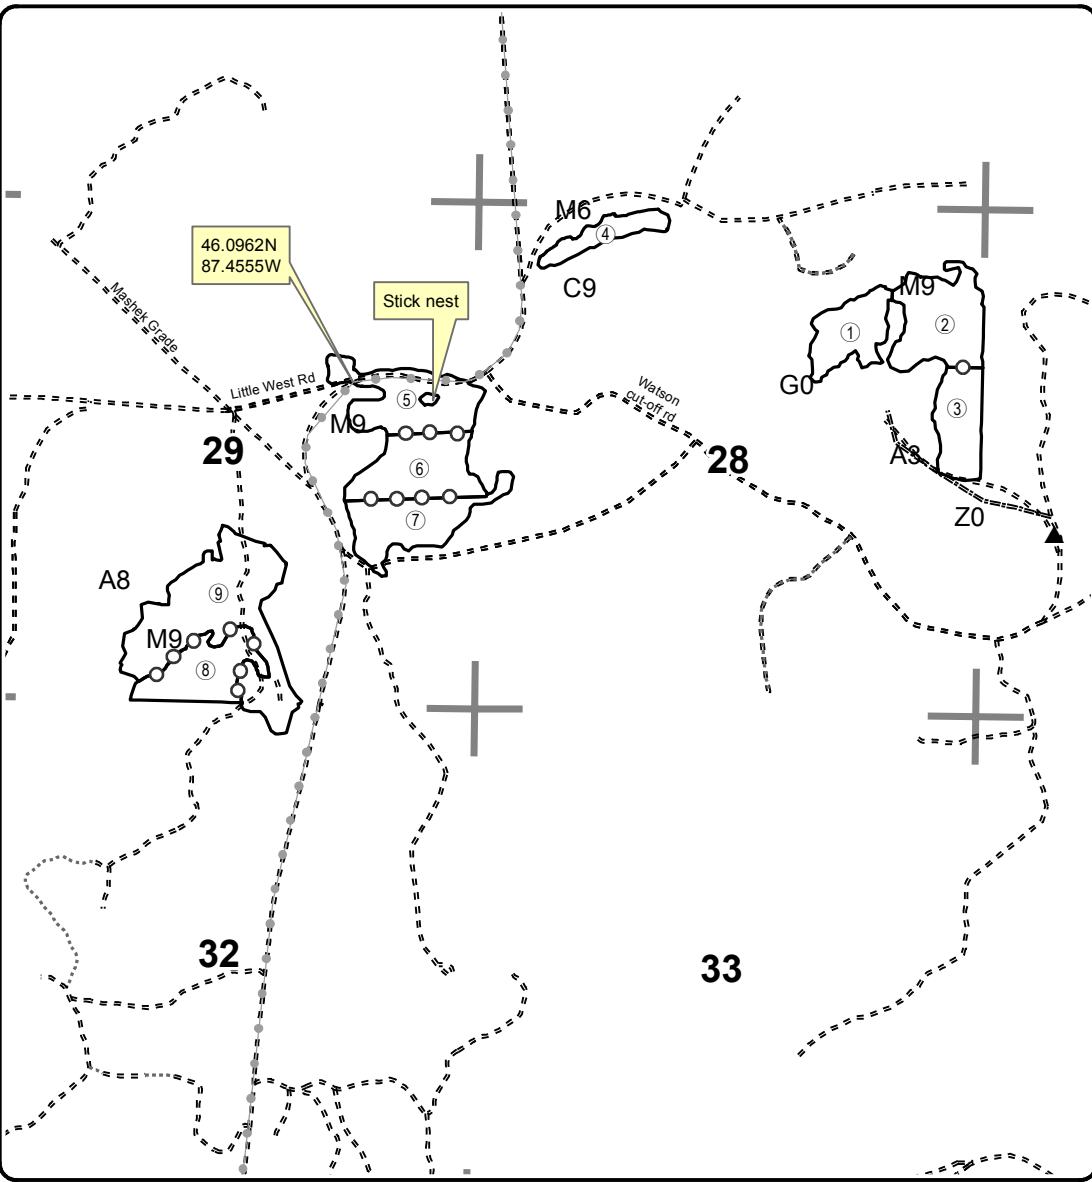 M6
④
46.0962N
87.4555W
C9
Stick nest
M9
Mashek Grade
①
②
Little West Rd
G0
Watson
cut-off rd
⑤
③
M9
29
28
A3
⑥
⑦
Z0
A8
⑨
M9
⑧
32
33